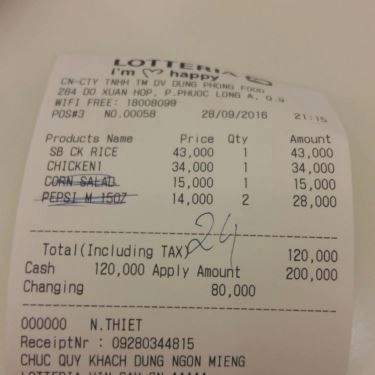 LOTTERIA
i'm ♡ happy
CN-CTY TNHH TM DV DUNG PHONG FOOD
284 DO XUAN HOP, P.PHUOC LONG A, Q.9
WIFI FREE: 18008099
POS#3 NO.00058 28/09/2016 21:15
Products Name Price Qty Amount
SB CK RICE 43,000 1 43,000
CHICKEN1 34,000 1 34,000
CORN SALAD 15,000 1 15,000
PEPSI M 15OZ 14,000 2 28,000
24
Total(Including TAX) 120,000
Cash 120,000 Apply Amount 200,000
Changing 80,000
000000 N.THIET
ReceiptNr : 09280344815
CHUC QUY KHACH DUNG NGON MIENG
LOTTERIA